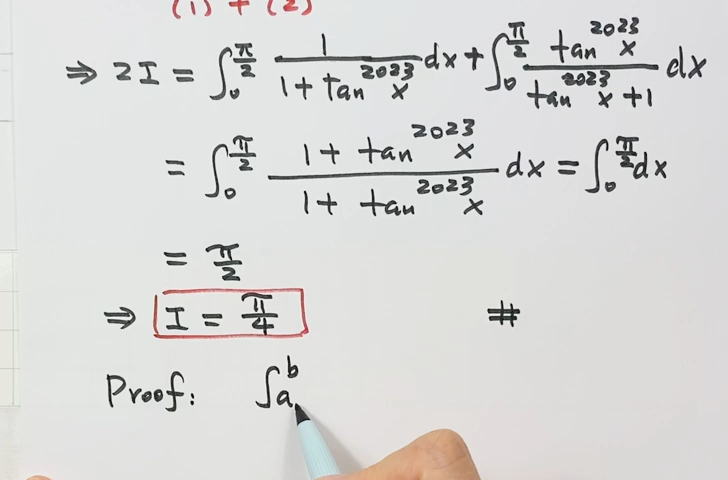 (1) + (2)
⇒ 2I = ∫₀^{π/2} 1/(1 + tan^{2023} x) dx + ∫₀^{π/2} tan^{2023} x/(tan^{2023} x + 1) dx
= ∫₀^{π/2} (1 + tan^{2023} x)/(1 + tan^{2023} x) dx = ∫₀^{π/2} dx
= π/2
⇒ I = π/4 #
Proof: ∫ₐ^b